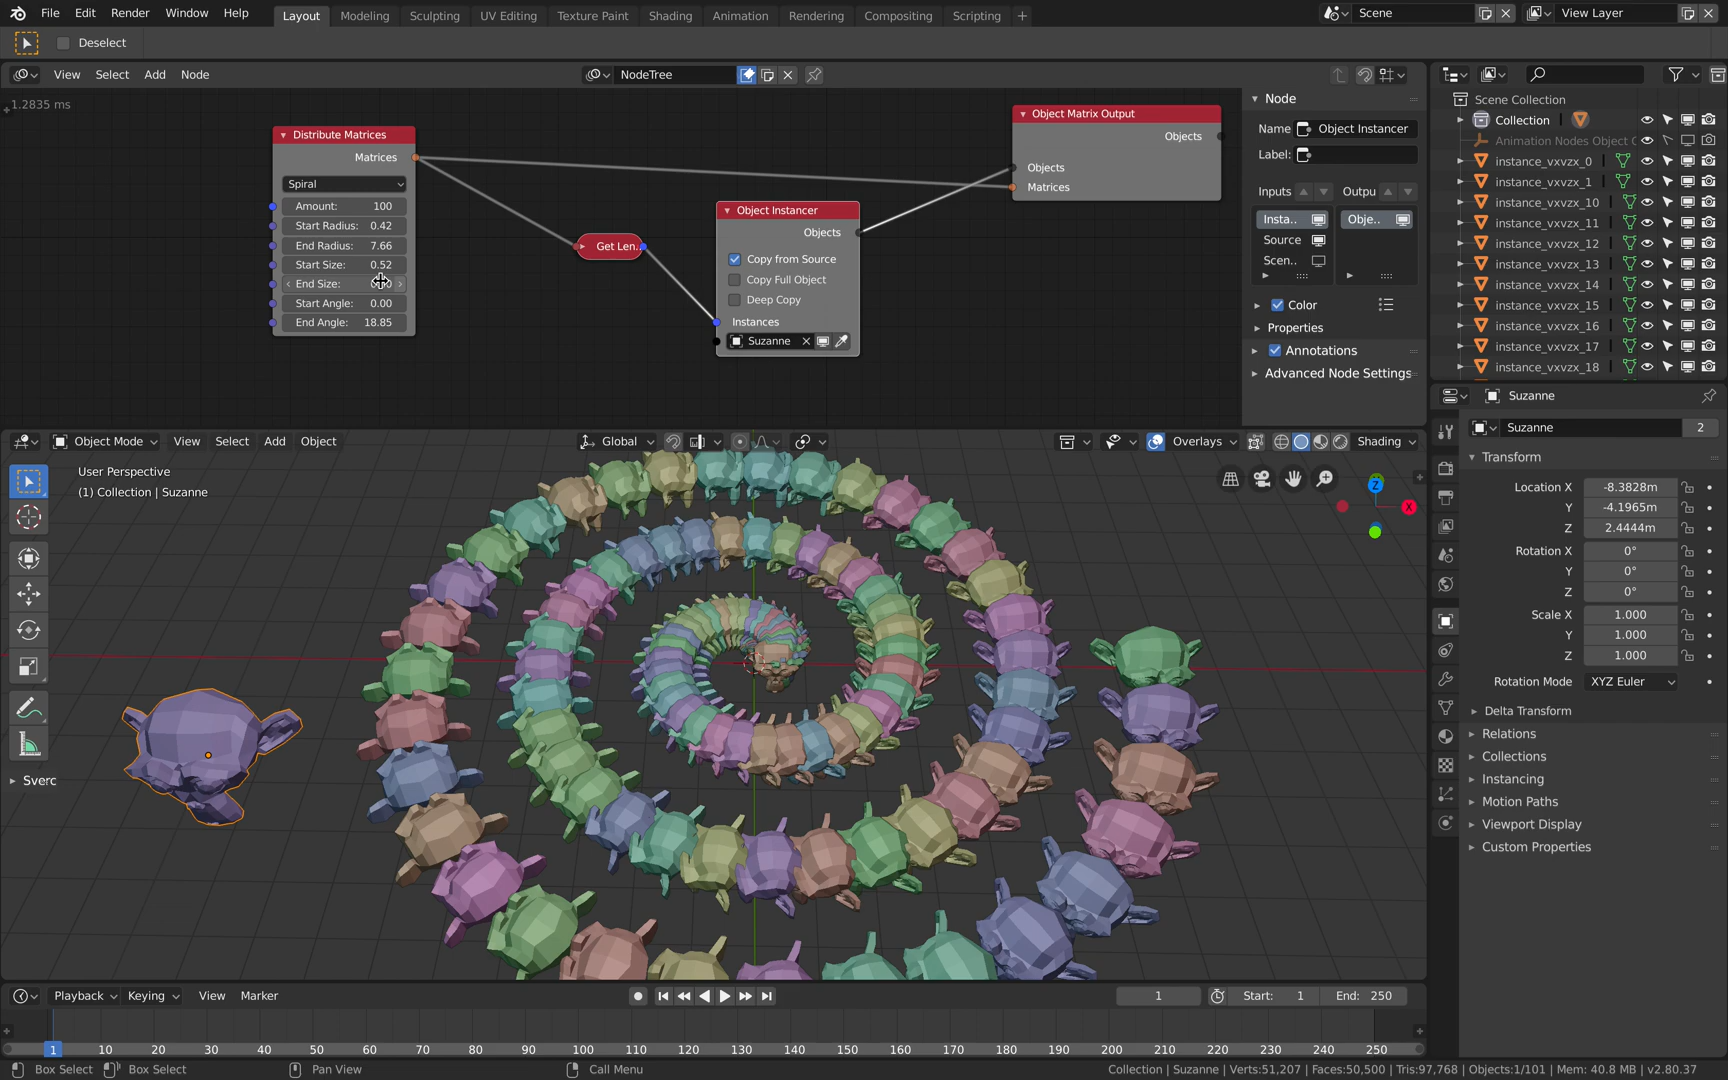 File Edit Render Window Help Layout Modeling Sculpting UV Editing Texture Paint Shading Animation Rendering Compositing Scripting + Scene View Layer
Deselect
View Select Add Node NodeTree
1.2835 ms
Distribute Matrices
Matrices
Spiral
Amount: 100
Start Radius: 0.42
End Radius: 7.66
Start Size: 0.52
End Size:
Start Angle: 0.00
End Angle: 18.85
Get Len..
Object Instancer
Objects
Copy from Source
Copy Full Object
Deep Copy
Instances
Suzanne
Object Matrix Output
Objects
Objects
Matrices
Node
Name Object Instancer
Label:
Inputs Outpu
Insta.. Obje..
Source
Scen..
Color
Properties
Annotations
Advanced Node Settings
Scene Collection
Collection
Animation Nodes Object C
instance_vxvzx_0
instance_vxvzx_1
instance_vxvzx_10
instance_vxvzx_11
instance_vxvzx_12
instance_vxvzx_13
instance_vxvzx_14
instance_vxvzx_15
instance_vxvzx_16
instance_vxvzx_17
instance_vxvzx_18
Suzanne
Suzanne 2
Transform
Location X -8.3828m
Y -4.1965m
Z 2.4444m
Rotation X 0°
Y 0°
Z 0°
Scale X 1.000
Y 1.000
Z 1.000
Rotation Mode XYZ Euler
Delta Transform
Relations
Collections
Instancing
Motion Paths
Viewport Display
Custom Properties
Object Mode View Select Add Object Global Overlays Shading
User Perspective
(1) Collection | Suzanne
Z
X
Sverc
Playback Keying View Marker 1 Start: 1 End: 250
1 10 20 30 40 50 60 70 80 90 100 110 120 130 140 150 160 170 180 190 200 210 220 230 240 250
Box Select Box Select Pan View Call Menu Collection | Suzanne | Verts:51,207 | Faces:50,500 | Tris:97,768 | Objects:1/101 | Mem: 40.8 MB | v2.80.37